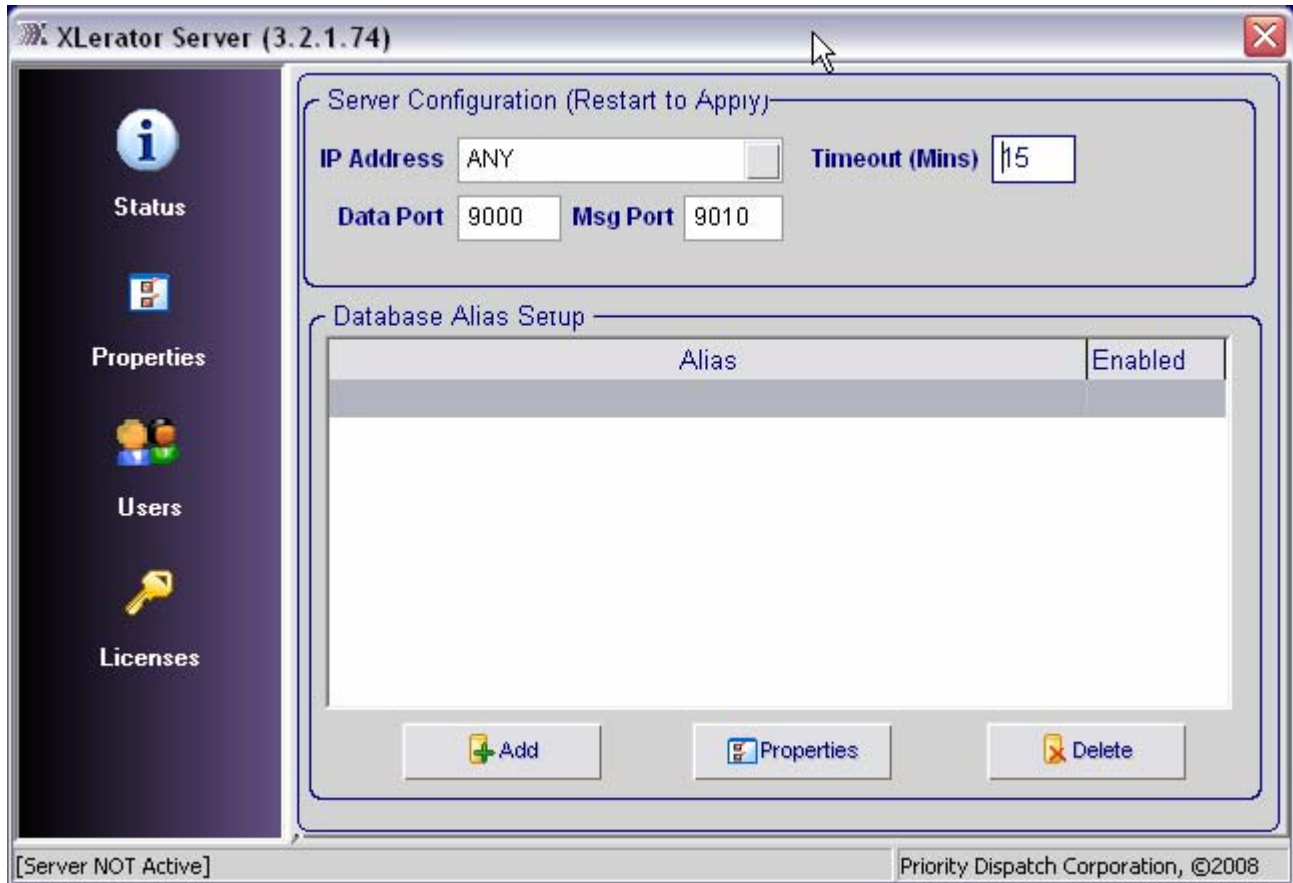 XLerator Server (3.2.1.74)
Status
Properties
Users
Licenses
Server Configuration (Restart to Apply)
IP Address ANY Timeout (Mins) 15
Data Port 9000 Msg Port 9010
Database Alias Setup
Alias Enabled
Add Properties Delete
[Server NOT Active] Priority Dispatch Corporation, ©2008